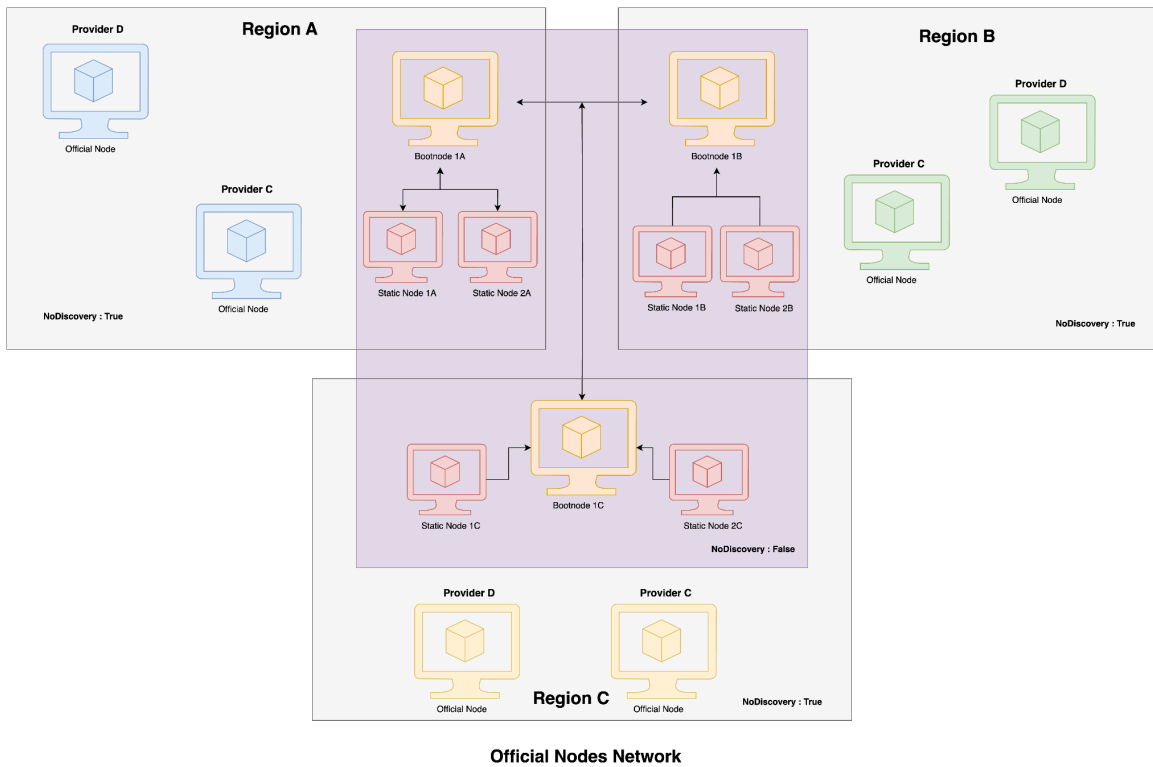 Region A
Provider D
Official Node
Provider C
Official Node
NoDiscovery : True
Bootnode 1A
Static Node 1A
Static Node 2A
Region B
Bootnode 1B
Static Node 1B
Static Node 2B
Provider D
Official Node
Provider C
Official Node
NoDiscovery : True
Bootnode 1C
Static Node 1C
Static Node 2C
NoDiscovery : False
Provider D
Official Node
Provider C
Official Node
Region C
NoDiscovery : True
Official Nodes Network